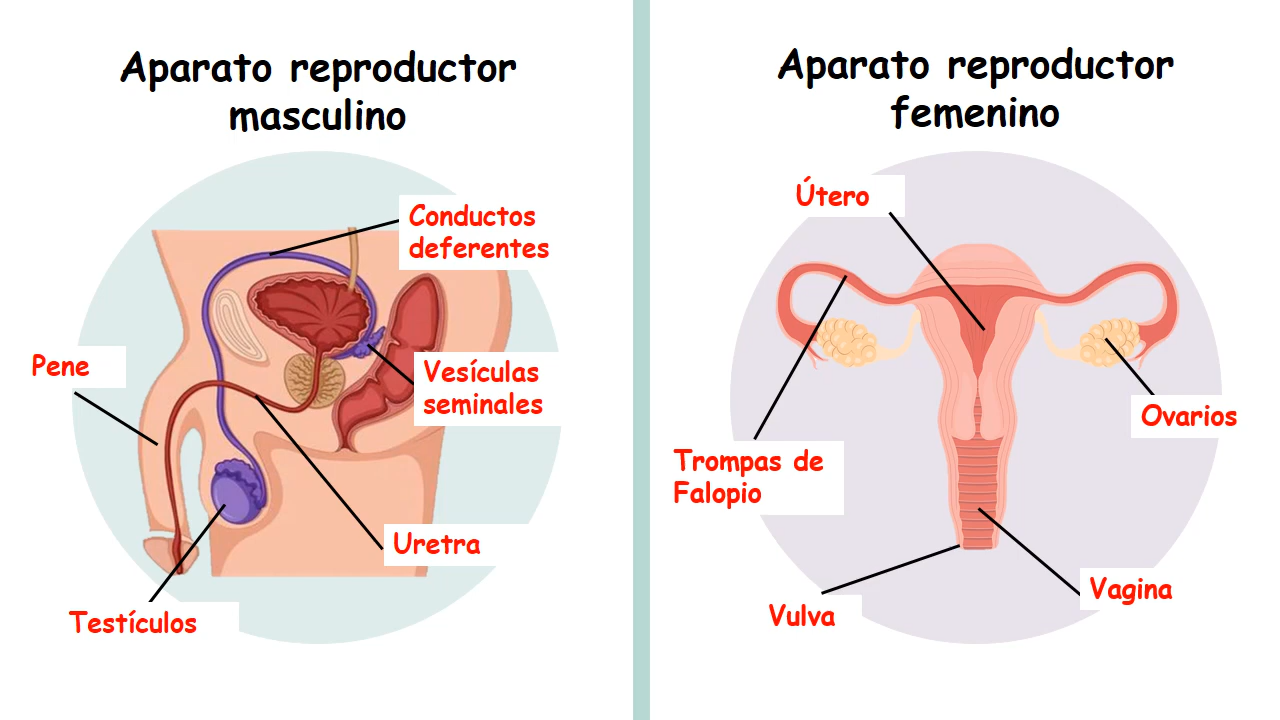 Aparato reproductor
masculino
Conductos
deferentes
Pene
Vesículas
seminales
Uretra
Testículos
Aparato reproductor
femenino
Útero
Ovarios
Trompas de
Falopio
Vagina
Vulva